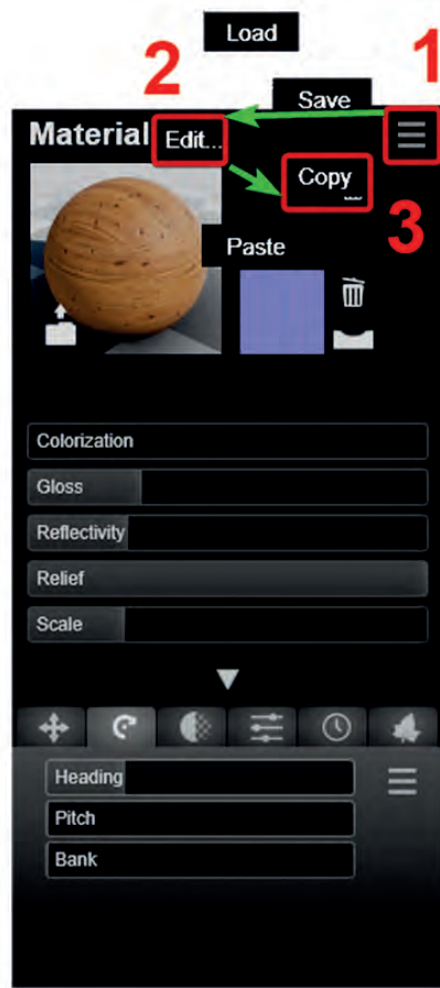 Load
2
1
Save
Material
Edit...
Copy
3
Paste
Colorization
Gloss
Reflectivity
Relief
Scale
Heading
Pitch
Bank